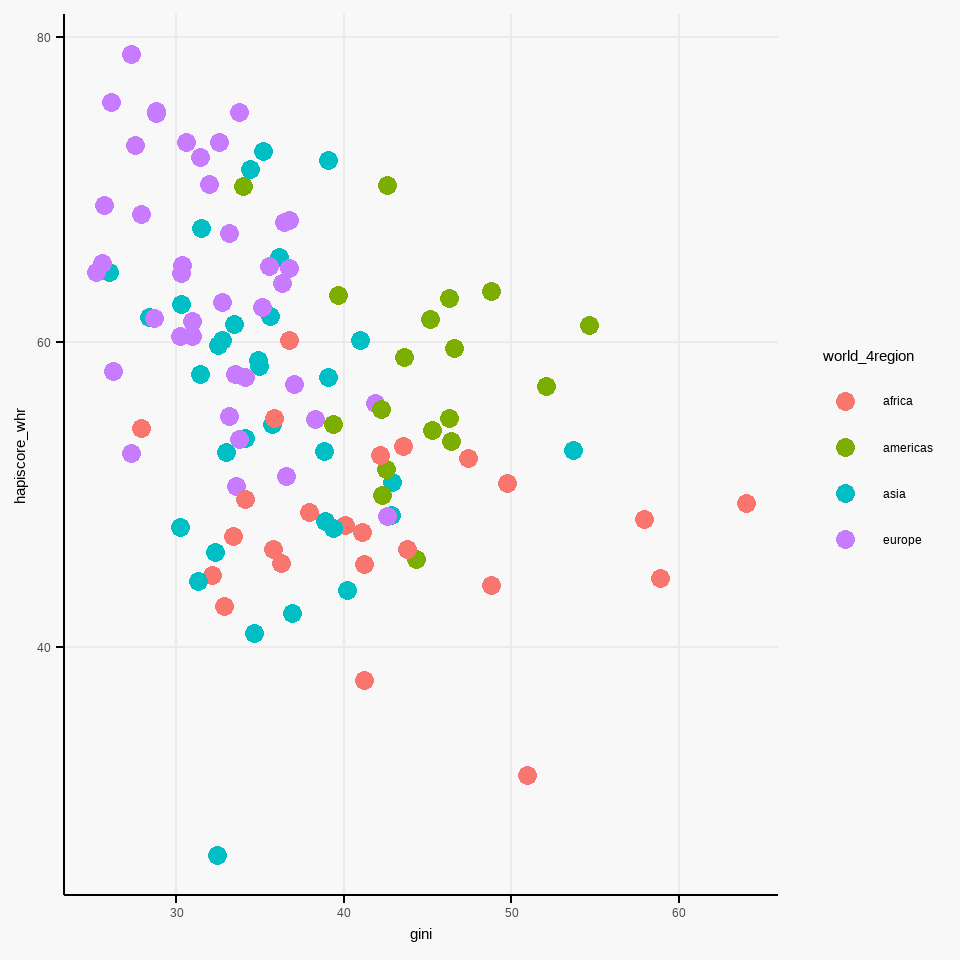 80
60
40
hapiscore_whr
30 40 50 60
gini
world_4region
africa
americas
asia
europe